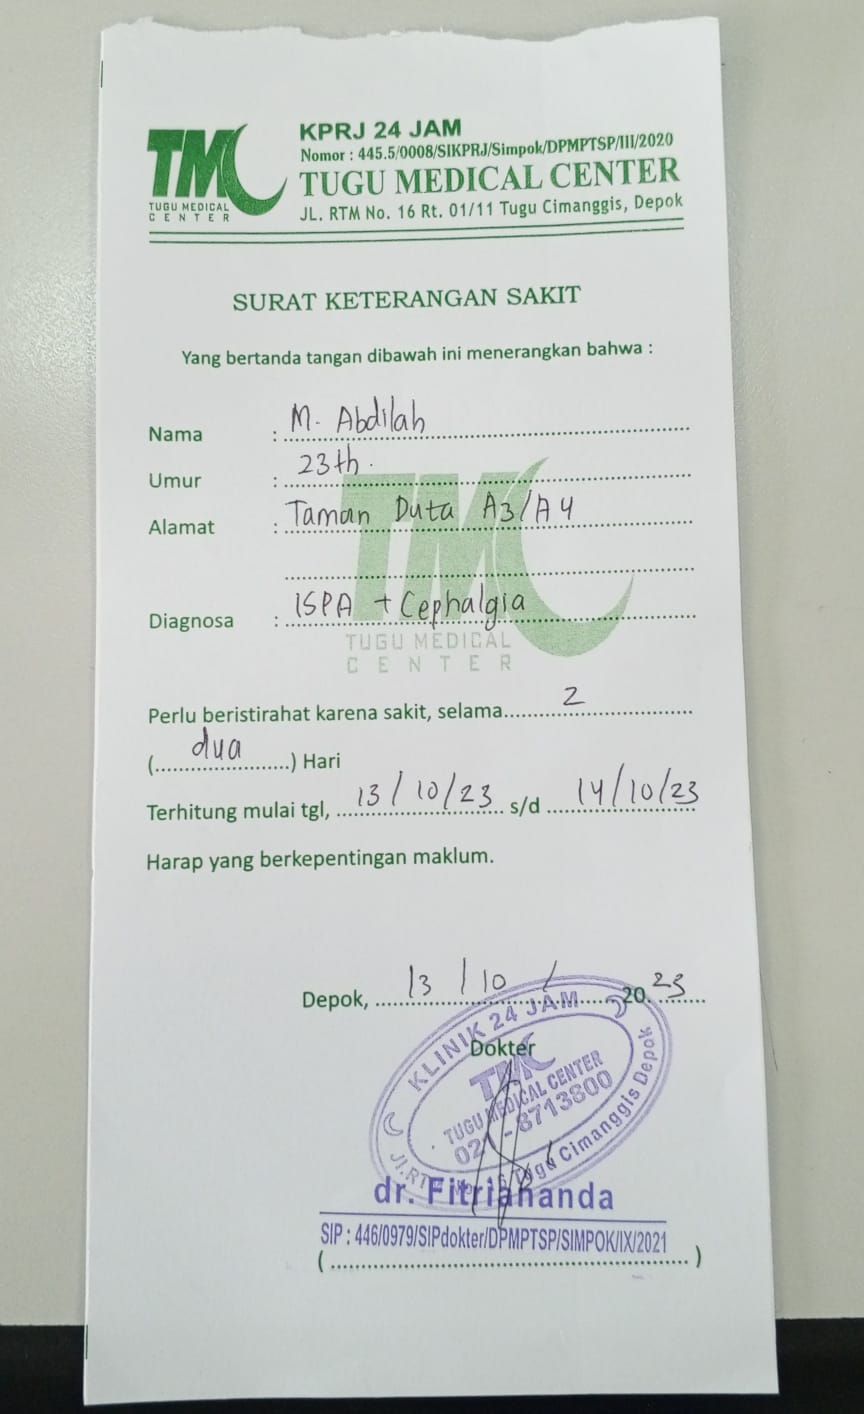 TMC
TUGU MEDICAL
CENTER
KPRJ 24 JAM
Nomor : 445.5/0008/SIKPRJ/Simpok/DPMPTSP/III/2020
TUGU MEDICAL CENTER
JL. RTM No. 16 Rt. 01/11 Tugu Cimanggis, Depok
SURAT KETERANGAN SAKIT
Yang bertanda tangan dibawah ini menerangkan bahwa :
Nama : M. Abdilah
Umur : 23th.
Alamat : Taman Duta A3/A4
Diagnosa : ISPA + Cephalgia
TMC
TUGU MEDICAL
CENTER
Perlu beristirahat karena sakit, selama 2
(dua) Hari
Terhitung mulai tgl, 13/10/23 s/d 14/10/23
Harap yang berkepentingan maklum.
Depok, 13/10/2023
Dokter
KLINIK 24 JAM
TMC
TUGU MEDICAL CENTER
021 - 8713800
Jl.RTM No. 16 Tugu Cimanggis Depok
dr. Fitriananda
SIP : 446/0979/SIPdokter/DPMPTSP/SIMPOK/IX/2021
(..............................)